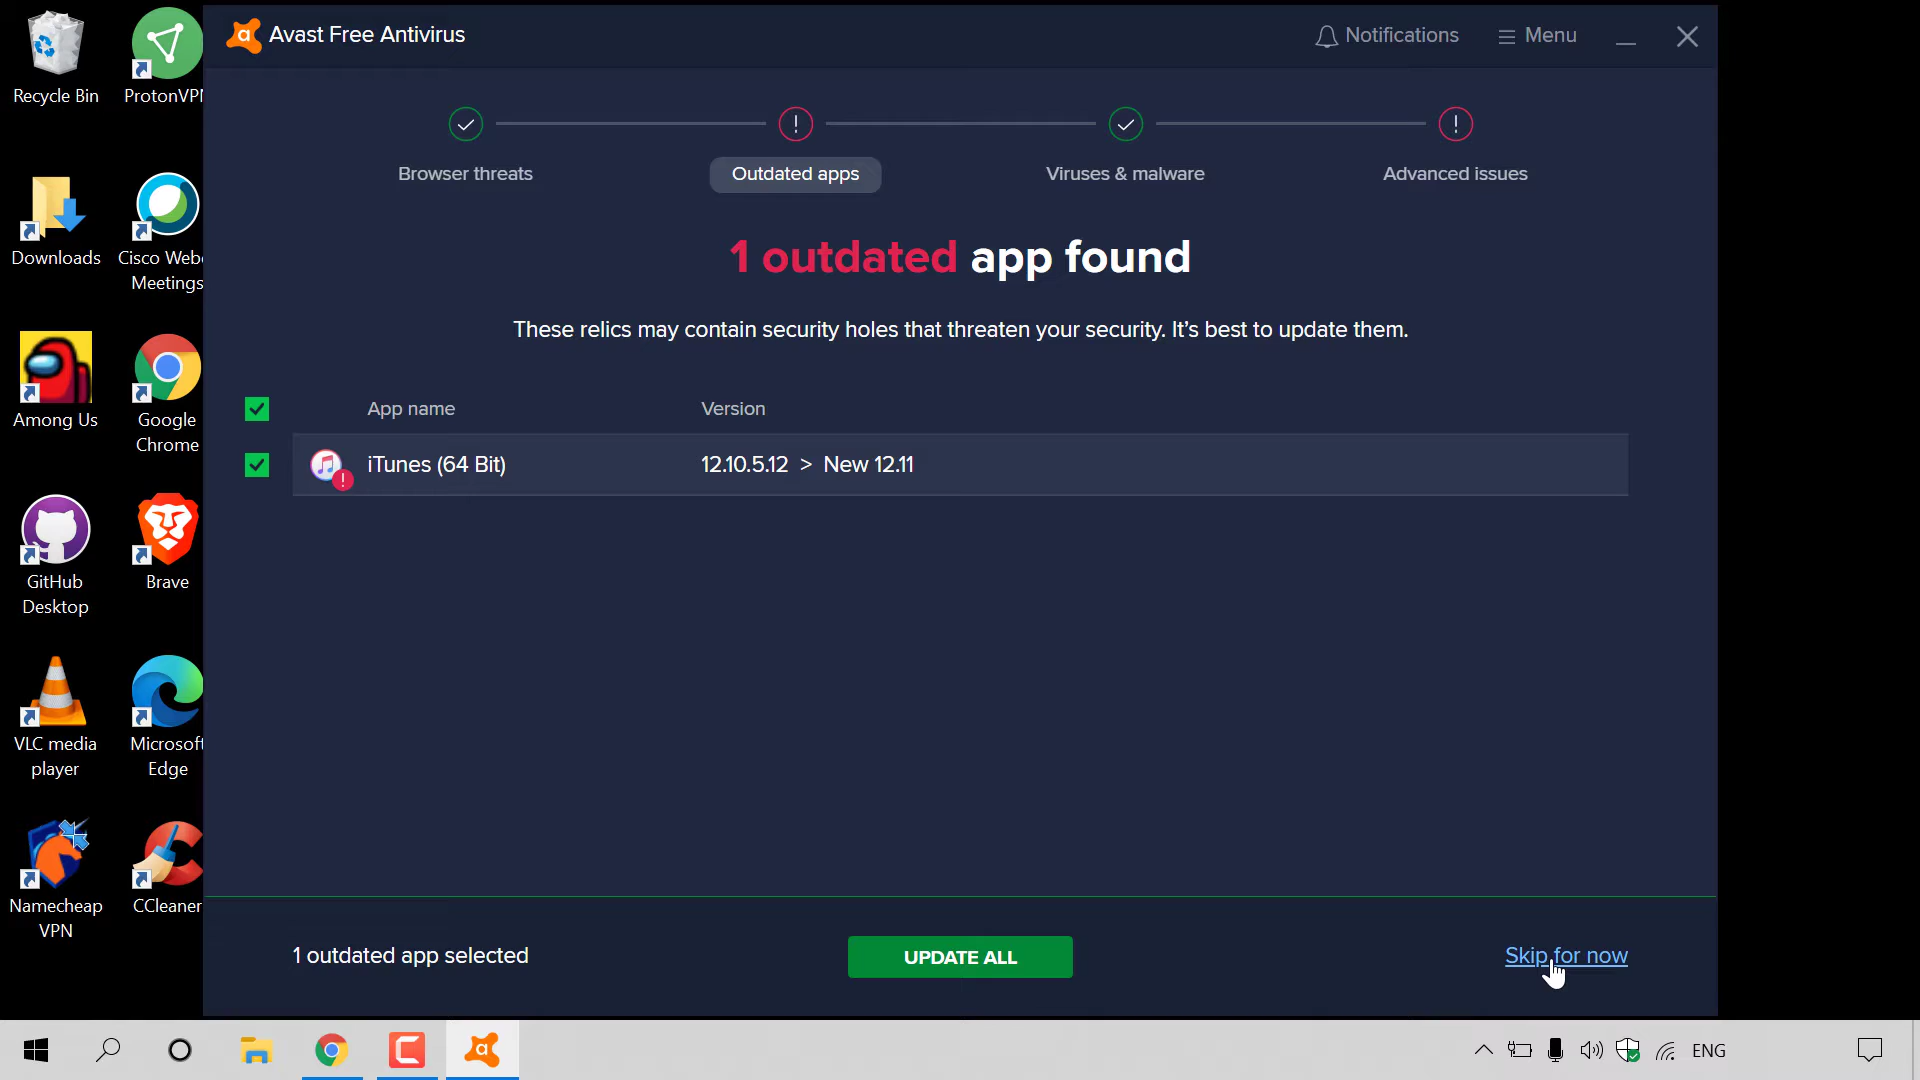 Recycle Bin
ProtonVPN
Downloads
Cisco Webe
Meetings
Among Us
Google
Chrome
GitHub
Desktop
Brave
VLC media
player
Microsoft
Edge
Namecheap
VPN
CCleaner
a
Avast Free Antivirus
Notifications
Menu
!
!
Browser threats
Outdated apps
Viruses & malware
Advanced issues
1 outdated app found
These relics may contain security holes that threaten your security. It's best to update them.
App name
Version
!
iTunes (64 Bit)
12.10.5.12 > New 12.11
1 outdated app selected
UPDATE ALL
Skip for now
a
ENG